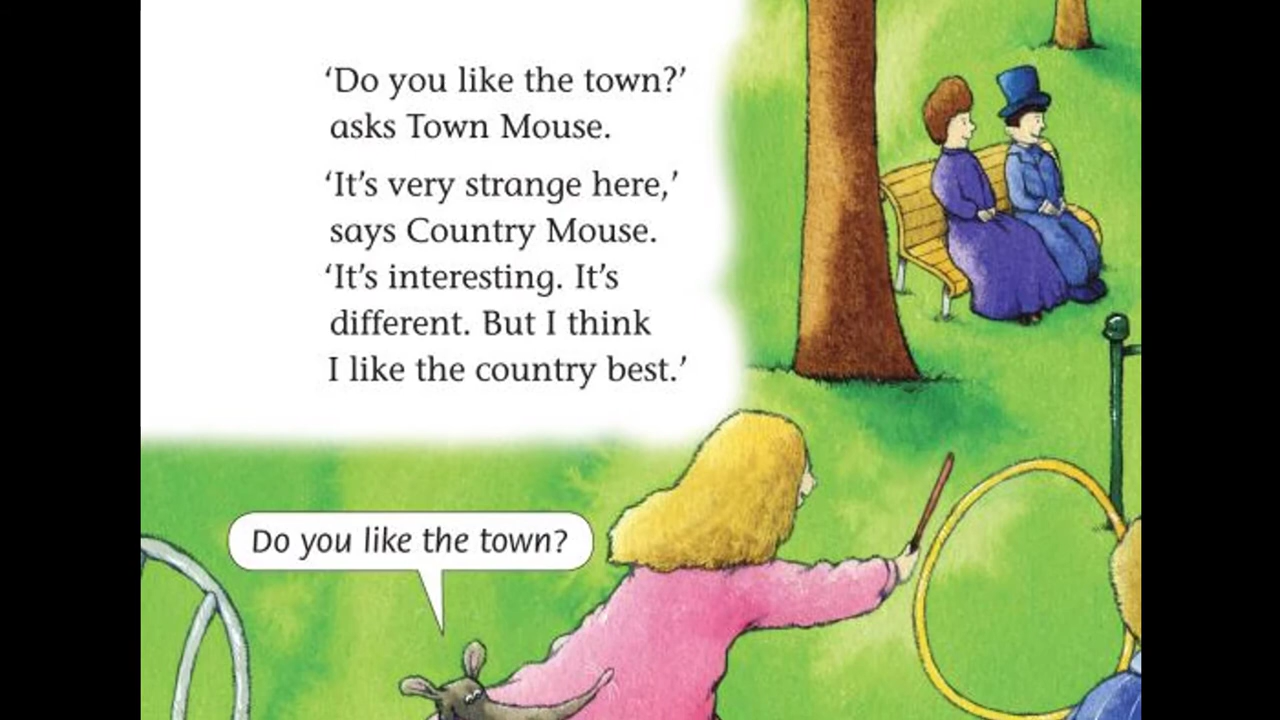 ‘Do you like the town?’
asks Town Mouse.
‘It’s very strange here,’
says Country Mouse.
‘It’s interesting. It’s
different. But I think
I like the country best.’
Do you like the town?